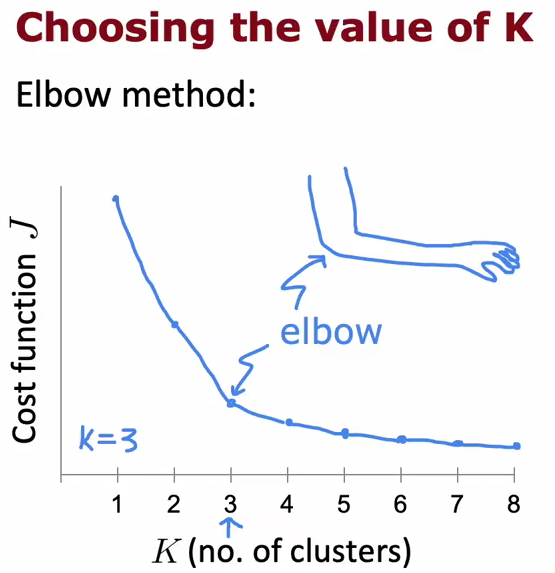 Choosing the value of K
Elbow method:
Cost function J
elbow
K=3
1 2 3 4 5 6 7 8
K (no. of clusters)